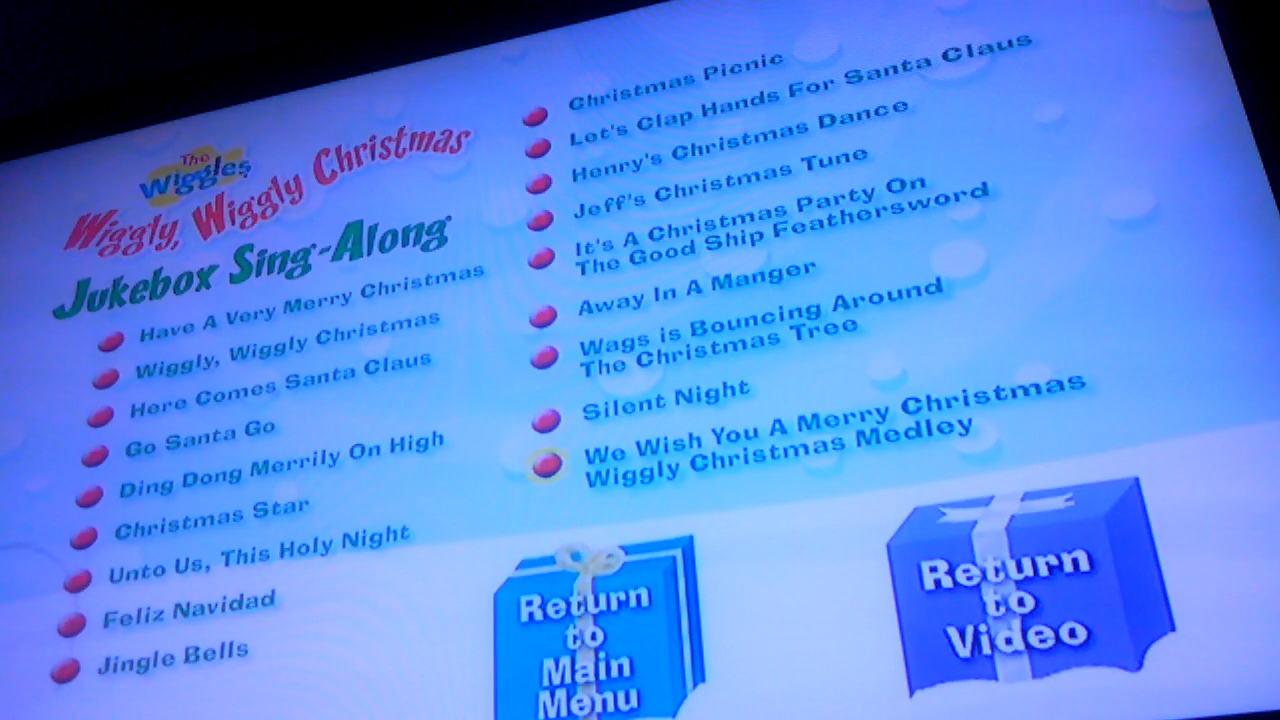 The
Wiggles
Wiggly, Wiggly Christmas
Jukebox Sing-Along
Have A Very Merry Christmas
Wiggly, Wiggly Christmas
Here Comes Santa Claus
Go Santa Go
Ding Dong Merrily On High
Christmas Star
Unto Us, This Holy Night
Feliz Navidad
Jingle Bells
Christmas Picnic
Let's Clap Hands For Santa Claus
Henry's Christmas Dance
Jeff's Christmas Tune
It's A Christmas Party On
The Good Ship Feathersword
Away In A Manger
Wags is Bouncing Around
The Christmas Tree
Silent Night
We Wish You A Merry Christmas
Wiggly Christmas Medley
Return
to
Main
Menu
Return
to
Video